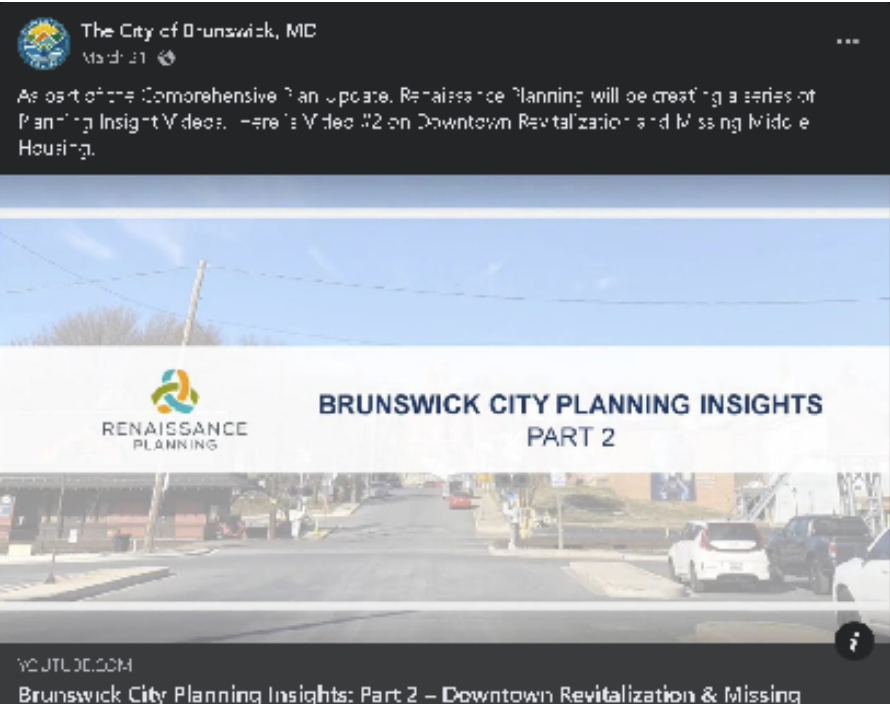 The City of Brunswick, MD
March 21
As part of the Comprehensive Plan Update, Renaissance Planning will be creating a series of
Planning Insight Videos. Here is Video #2 on Downtown Revitalization and Missing Middle
Housing.
RENAISSANCE
PLANNING
BRUNSWICK CITY PLANNING INSIGHTS
PART 2
YOUTUBE.COM
Brunswick City Planning Insights: Part 2 – Downtown Revitalization & Missing